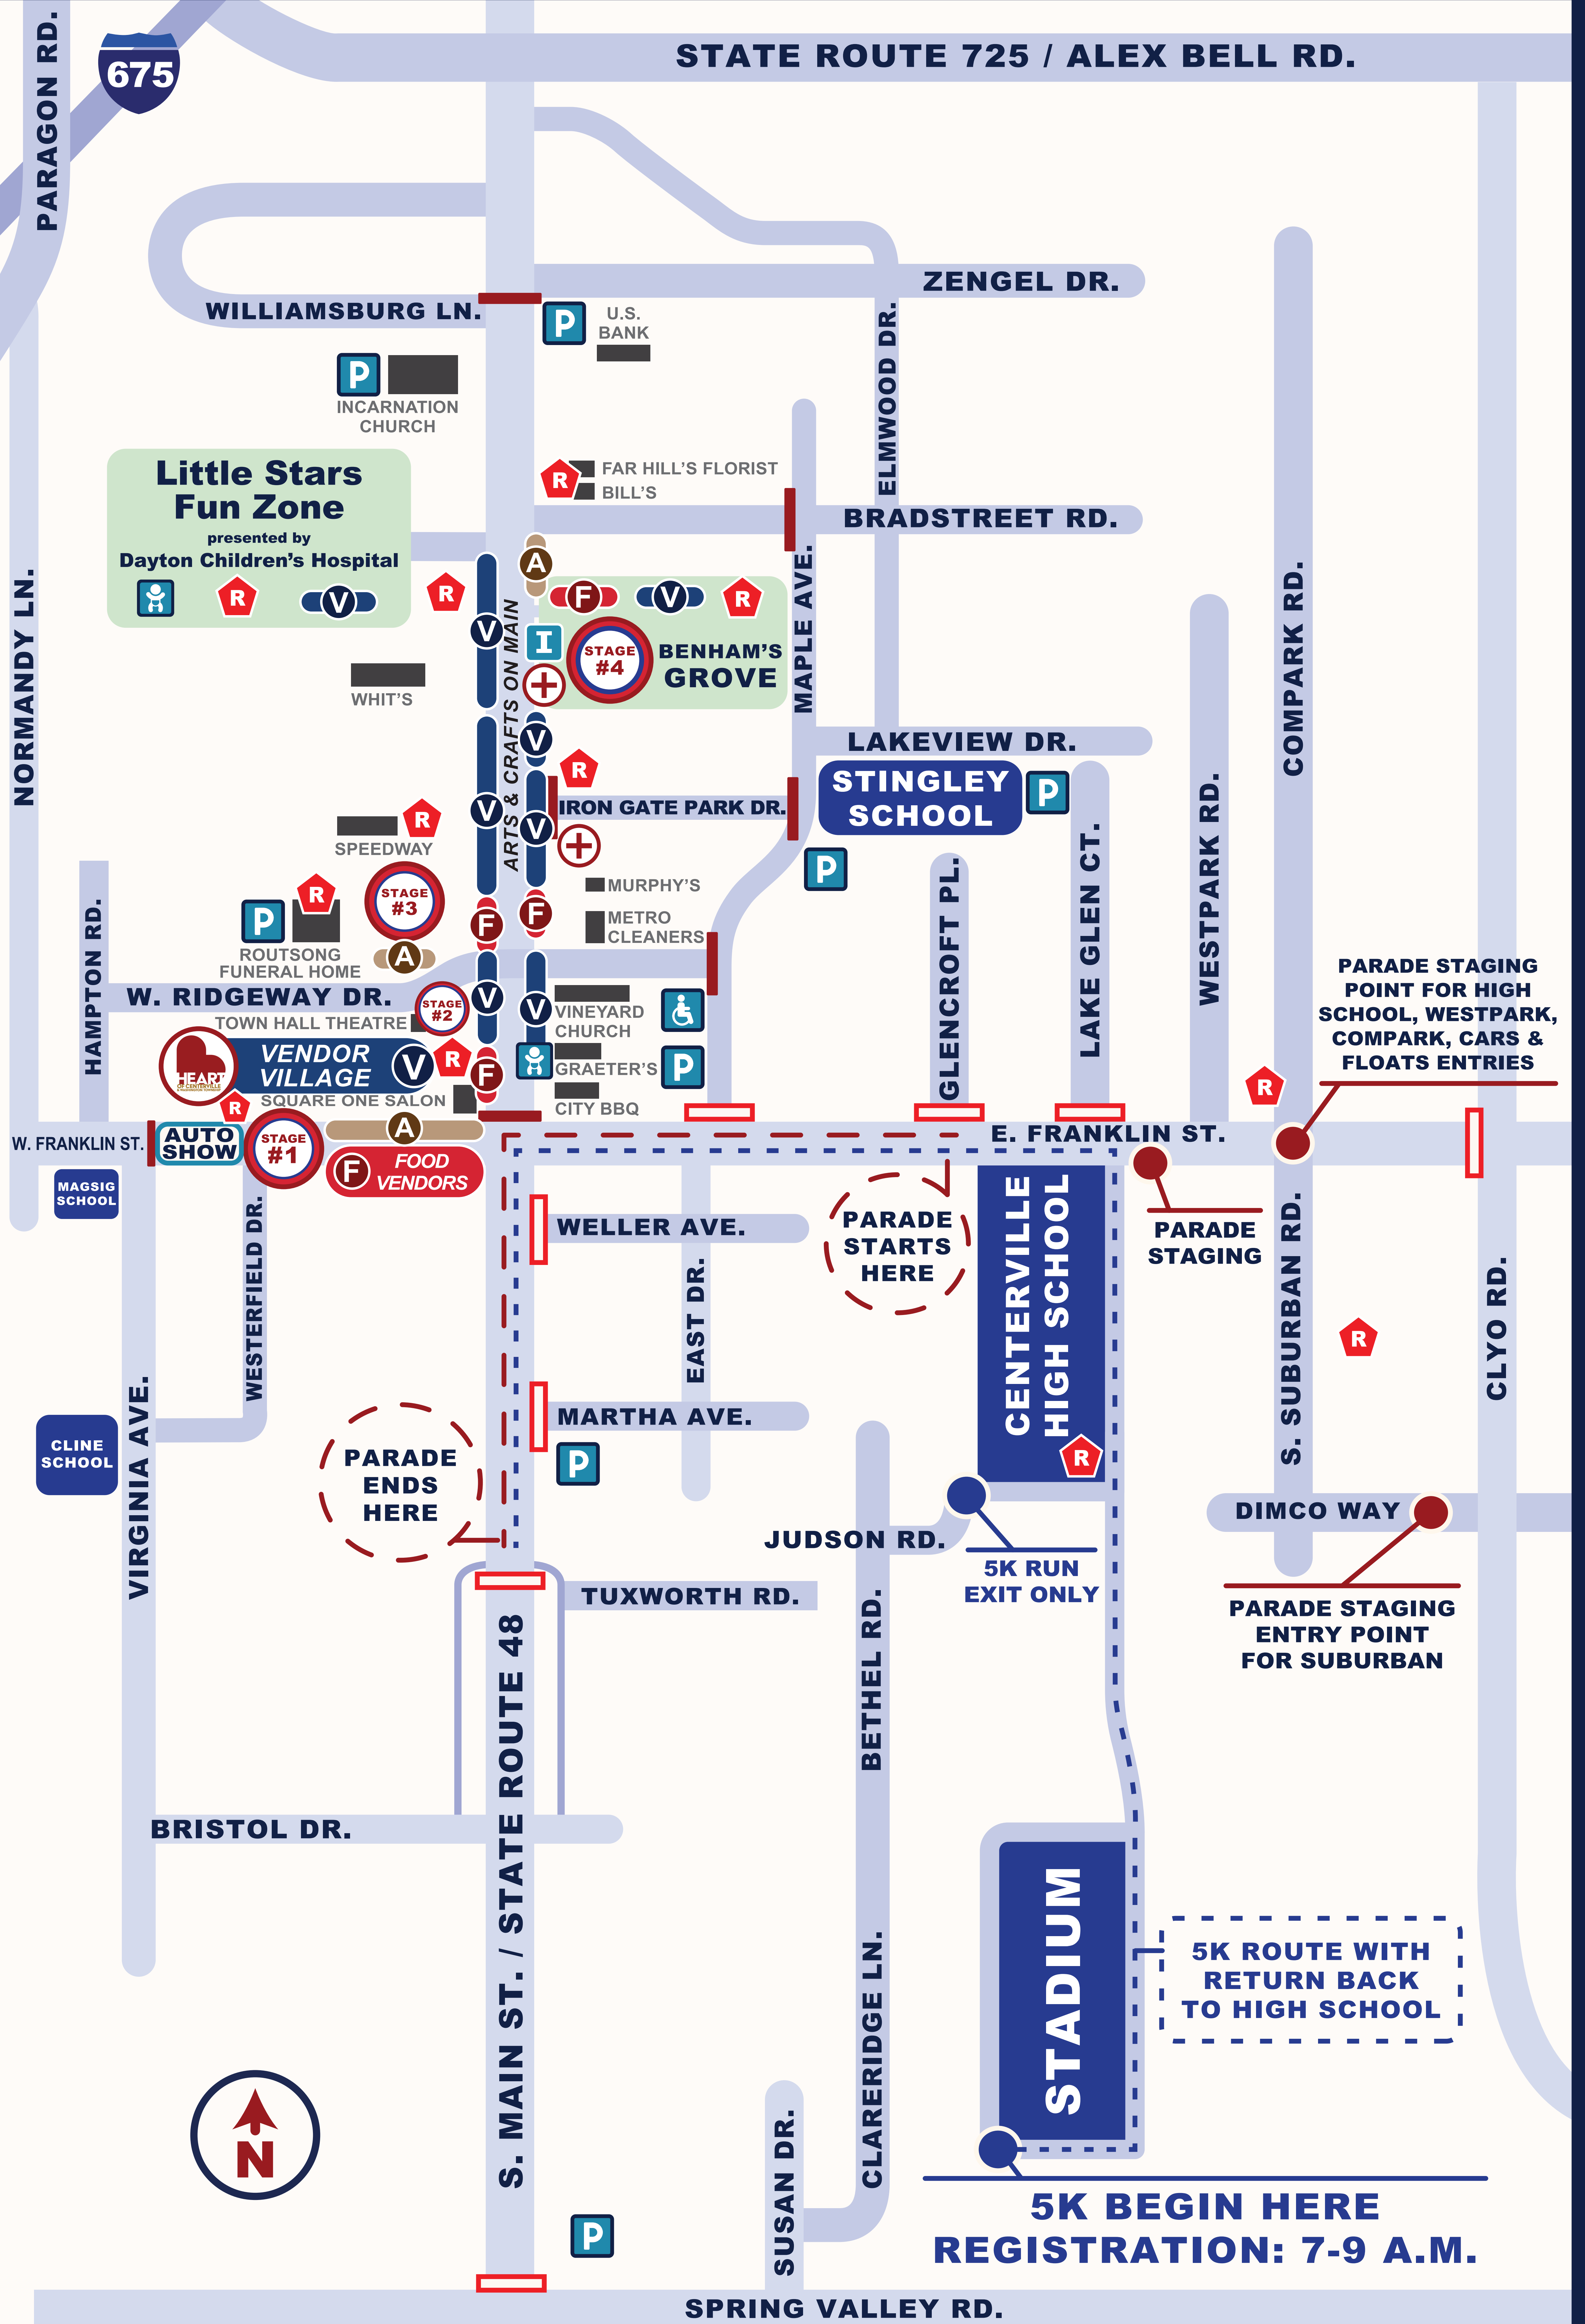 PARAGON RD.
675
STATE ROUTE 725 / ALEX BELL RD.
ZENGEL DR.
WILLIAMSBURG LN.
P
U.S.
BANK
ELMWOOD DR.
P
INCARNATION
CHURCH
Little Stars
Fun Zone
presented by
Dayton Children's Hospital
R
V
R
R
FAR HILL'S FLORIST
BILL'S
BRADSTREET RD.
A
F
V
R
I
STAGE
#4
BENHAM'S
GROVE
MAPLE AVE.
NORMANDY LN.
COMPARK RD.
V
ARTS & CRAFTS ON MAIN
WHIT'S
V
LAKEVIEW DR.
STINGLEY
SCHOOL
P
R
IRON GATE PARK DR.
V
V
R
SPEEDWAY
P
WESTPARK RD.
LAKE GLEN CT.
GLENCROFT PL.
STAGE
#3
R
P
ROUTSONG
FUNERAL HOME
A
F
F
MURPHY'S
METRO
CLEANERS
HAMPTON RD.
W. RIDGEWAY DR.
STAGE
#2
V
V
TOWN HALL THEATRE
VINEYARD
CHURCH
HEART
OF CENTERVILLE
& WASHINGTON TOWNSHIP
VENDOR
VILLAGE
V
R
F
GRAETER'S
P
R
SQUARE ONE SALON
CITY BBQ
PARADE STAGING
POINT FOR HIGH
SCHOOL, WESTPARK,
COMPARK, CARS &
FLOATS ENTRIES
R
W. FRANKLIN ST.
AUTO
SHOW
STAGE
#1
A
F
FOOD
VENDORS
E. FRANKLIN ST.
MAGSIG
SCHOOL
WESTERFIELD DR.
WELLER AVE.
PARADE
STARTS
HERE
CENTERVILLE
HIGH SCHOOL
R
PARADE
STAGING
S. SUBURBAN RD.
R
CLYO RD.
EAST DR.
MARTHA AVE.
P
CLINE
SCHOOL
VIRGINIA AVE.
PARADE
ENDS
HERE
JUDSON RD.
5K RUN
EXIT ONLY
DIMCO WAY
PARADE STAGING
ENTRY POINT
FOR SUBURBAN
TUXWORTH RD.
BETHEL RD.
S. MAIN ST. / STATE ROUTE 48
BRISTOL DR.
STADIUM
5K ROUTE WITH
RETURN BACK
TO HIGH SCHOOL
CLARERIDGE LN.
N
SUSAN DR.
P
5K BEGIN HERE
REGISTRATION: 7-9 A.M.
SPRING VALLEY RD.